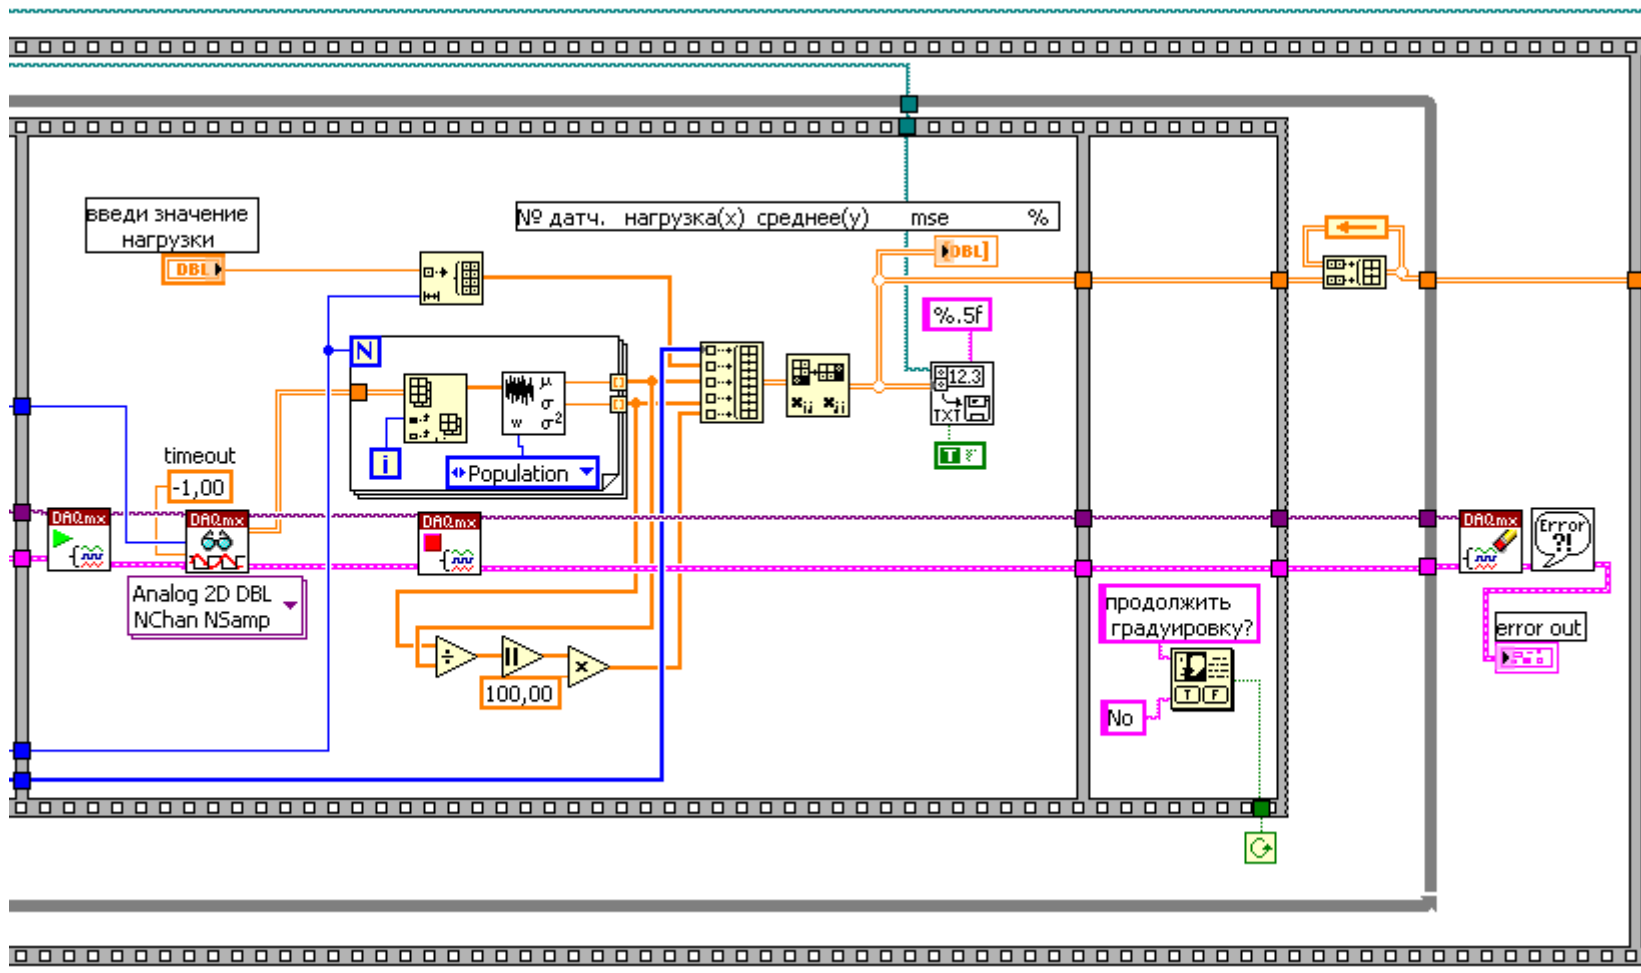 введи значение
нагрузки
DBL
№ датч. нагрузка(x) среднее(y) mse %
DBL]
%.5f
N
μ
σ
w σ²
i
Population
12.3
TXT
T
timeout
-1,00
DAQmx
DAQmx
DAQmx
DAQmx
Error
?!
Analog 2D DBL
NChan NSamp
100,00
продолжить
градуировку?
T F
No
error out